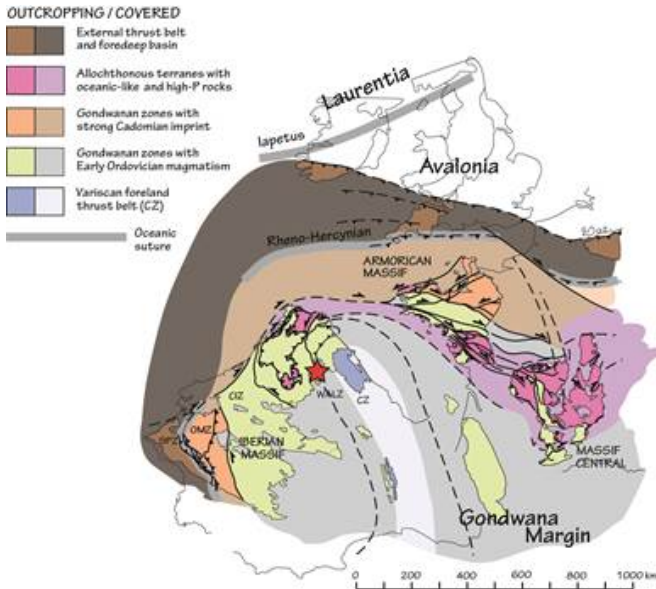 OUTCROPPING / COVERED
External thrust belt
and foredeep basin
Allochthonous terranes with
oceanic-like and high-P rocks
Gondwanan zones with
strong Cadomian imprint
Gondwanan zones with
Early Ordovician magmatism
Variscan foreland
thrust belt (CZ)
Oceanic
suture
Laurentia
Iapetus
Avalonia
Rheno-Hercynian
ARMORICAN
MASSIF
CIZ
WALZ
CZ
OMZ
SPZ
IBERIAN
MASSIF
MASSIF
CENTRAL
Gondwana
Margin
0 200 400 600 800 1000 km